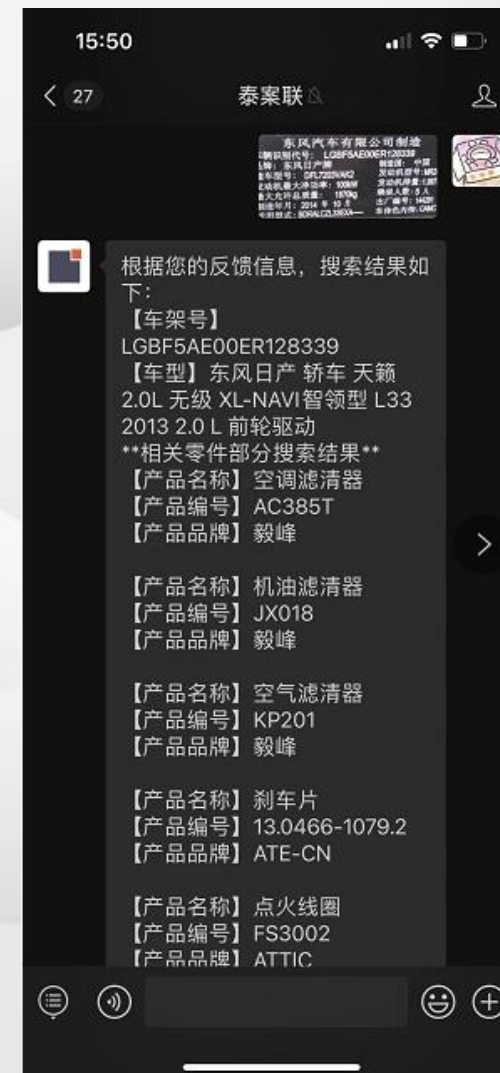 15:50
27
泰案联
东风汽车有限公司制造
根据您的反馈信息，搜索结果如
下：
【车架号】
LGBF5AE00ER128339
【车型】东风日产 轿车 天籁
2.0L 无级 XL-NAVI智领型 L33
2013 2.0 L 前轮驱动
**相关零件部分搜索结果**
【产品名称】空调滤清器
【产品编号】AC385T
【产品品牌】毅峰
【产品名称】机油滤清器
【产品编号】JX018
【产品品牌】毅峰
【产品名称】空气滤清器
【产品编号】KP201
【产品品牌】毅峰
【产品名称】刹车片
【产品编号】13.0466-1079.2
【产品品牌】ATE-CN
【产品名称】点火线圈
【产品编号】FS3002
【产品品牌】ATTIC